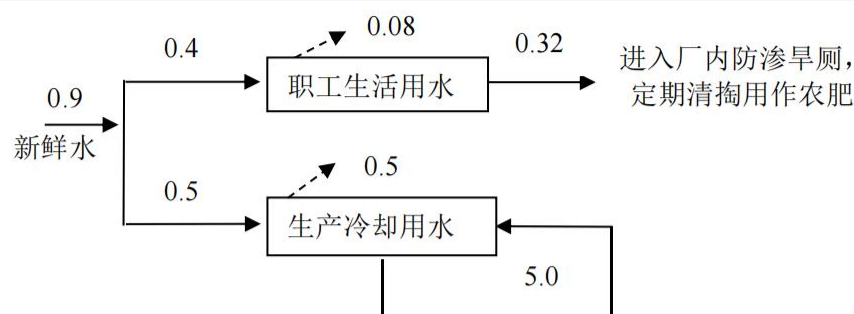 0.08
0.4
0.32
进入厂内防渗旱厕，
职工生活用水
定期清掏用作农肥
0.9
新鲜水
0.5
0.5
生产冷却用水
5.0